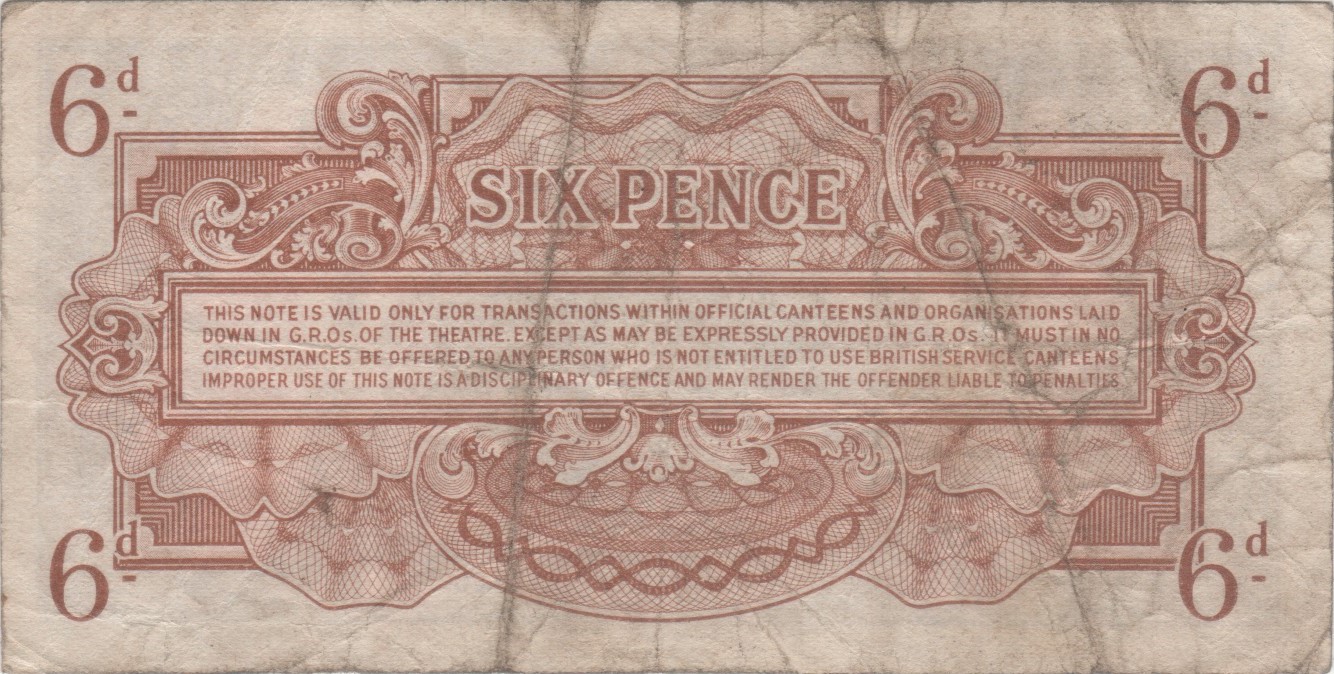 6d-
6d-
SIX PENCE
THIS NOTE IS VALID ONLY FOR TRANSACTIONS WITHIN OFFICIAL CANTEENS AND ORGANISATIONS LAID
DOWN IN G.R.Os. OF THE THEATRE. EXCEPT AS MAY BE EXPRESSLY PROVIDED IN G.R.Os. IT MUST IN NO
CIRCUMSTANCES BE OFFERED TO ANY PERSON WHO IS NOT ENTITLED TO USE BRITISH SERVICE CANTEENS
IMPROPER USE OF THIS NOTE IS A DISCIPLINARY OFFENCE AND MAY RENDER THE OFFENDER LIABLE TO PENALTIES
6d-
6d-